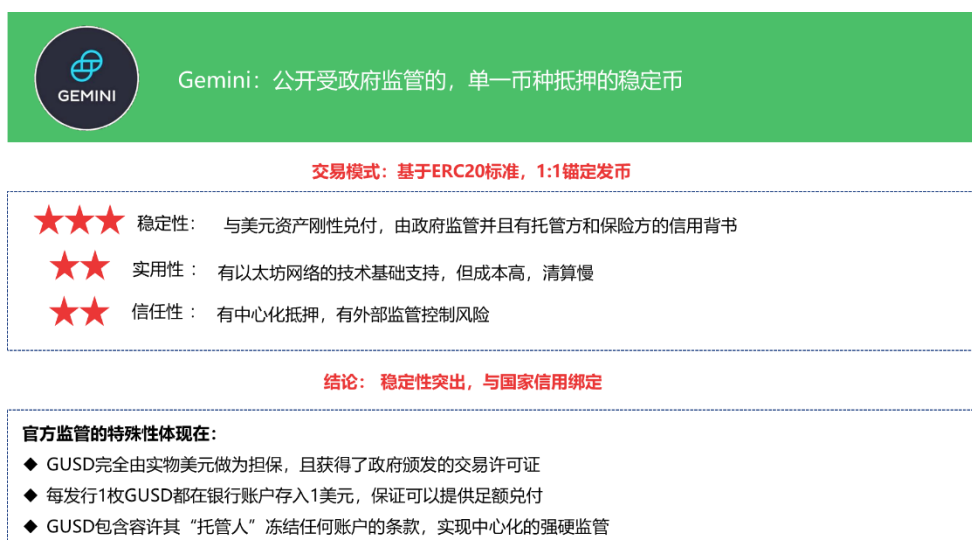 GEMINI
Gemini：公开受政府监管的，单一币种抵押的稳定币
交易模式：基于ERC20标准，1:1锚定发币
★★★ 稳定性： 与美元资产刚性兑付，由政府监管并且有托管方和保险方的信用背书
★★ 实用性： 有以太坊网络的技术基础支持，但成本高，清算慢
★★ 信任性： 有中心化抵押，有外部监管控制风险
结论： 稳定性突出，与国家信用绑定
官方监管的特殊性体现在：
◆ GUSD完全由实物美元做为担保，且获得了政府颁发的交易许可证
◆ 每发行1枚GUSD都在银行账户存入1美元，保证可以提供足额兑付
◆ GUSD包含容许其“托管人”冻结任何账户的条款，实现中心化的强硬监管